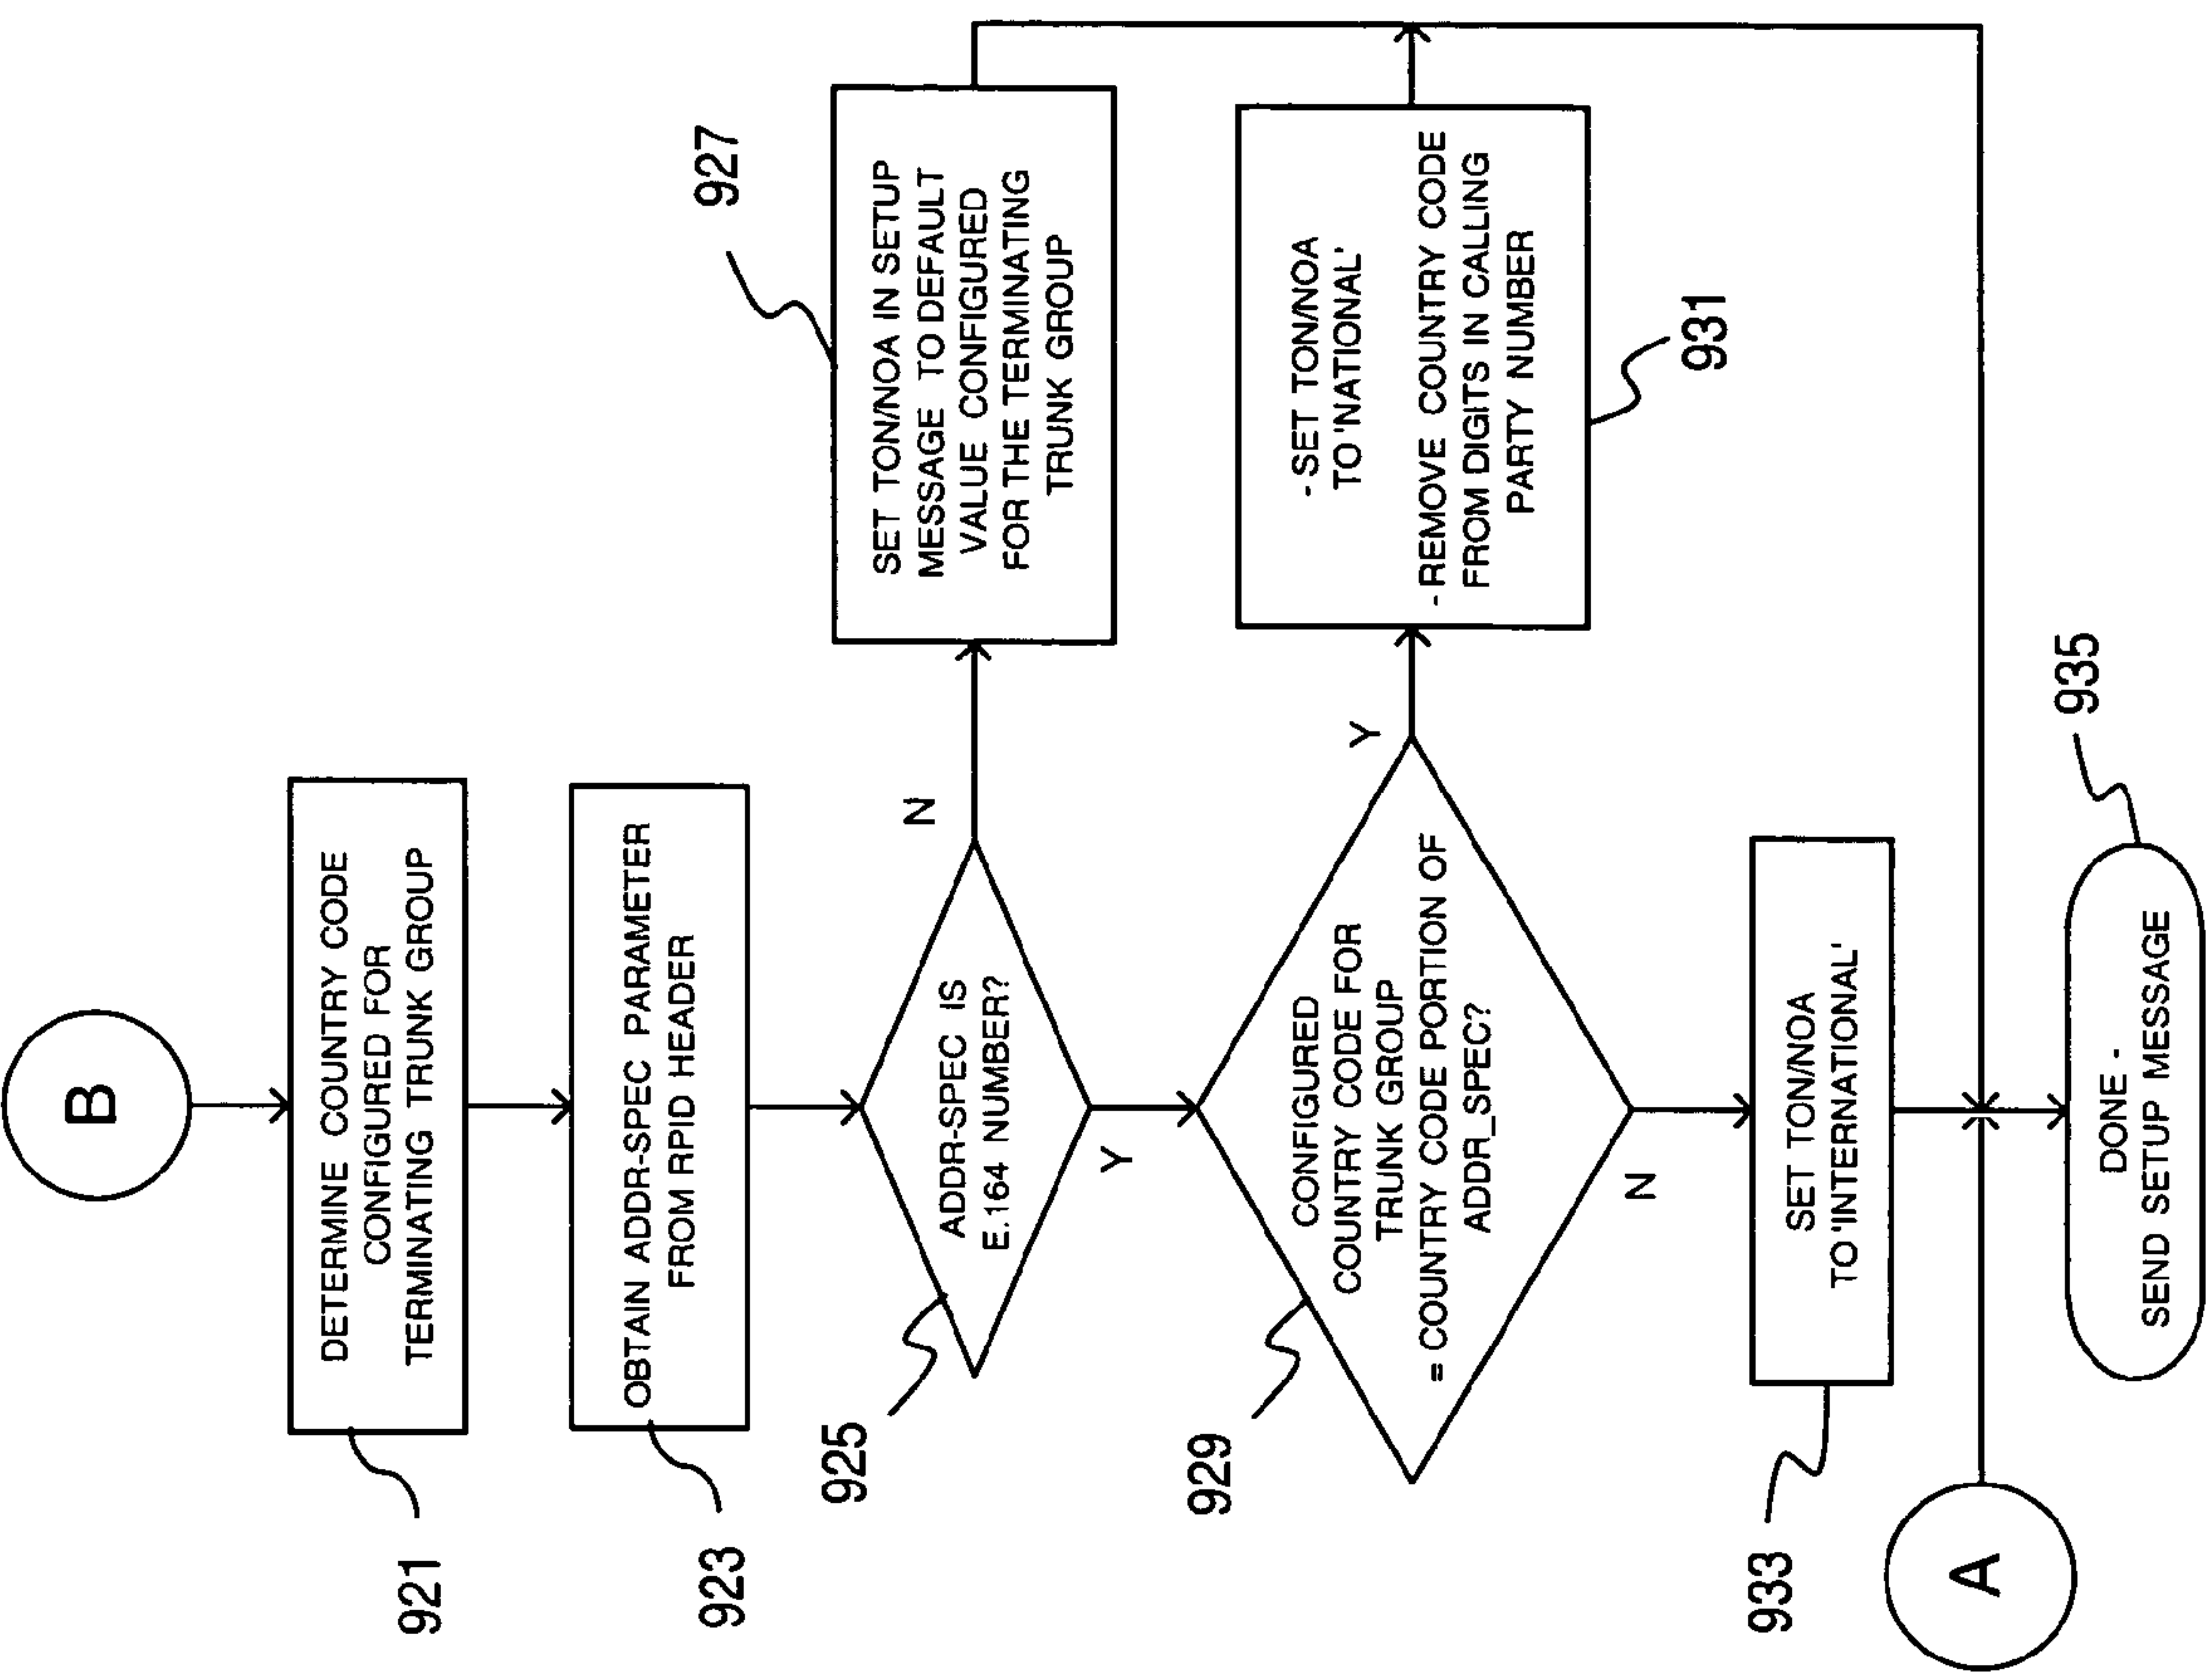 B
DETERMINE COUNTRY CODE
CONFIGURED FOR
TERMINATING TRUNK GROUP
921
OBTAIN ADDR-SPEC PARAMETER
FROM RPID HEADER
923
ADDR-SPEC IS
E.164 NUMBER?
925
N
Y
SET TON/NOA IN SETUP
MESSAGE TO DEFAULT
VALUE CONFIGURED
FOR THE TERMINATING
TRUNK GROUP
927
CONFIGURED
COUNTRY CODE FOR
TRUNK GROUP
= COUNTRY CODE PORTION OF
ADDR_SPEC?
929
Y
N
- SET TON/NOA
TO 'NATIONAL'
- REMOVE COUNTRY CODE
FROM DIGITS IN CALLING
PARTY NUMBER
931
SET TON/NOA
TO 'INTERNATIONAL'
933
A
DONE -
SEND SETUP MESSAGE
935